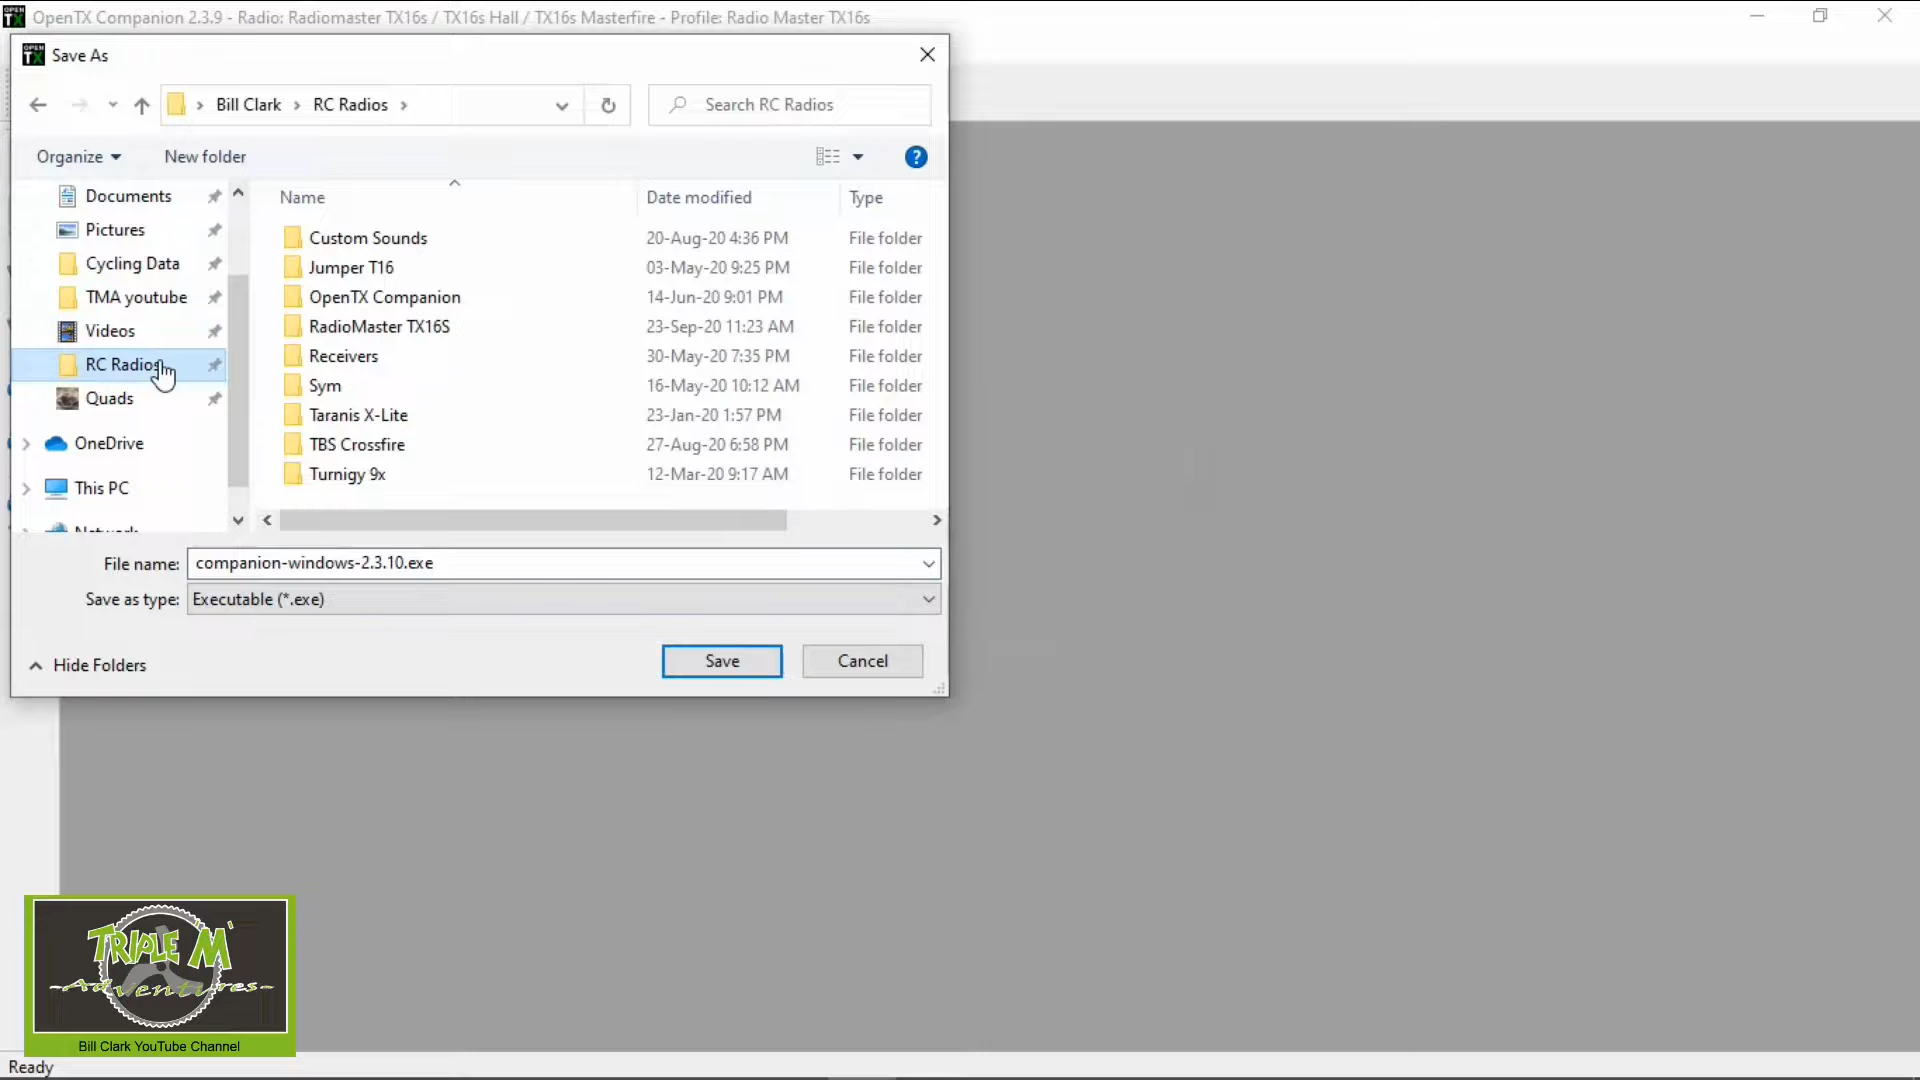 OpenTX Companion 2.3.9 - Radio: Radiomaster TX16s / TX16s Hall / TX16s Masterfire - Profile: Radio Master TX16s
Save As
Bill Clark > RC Radios >
Search RC Radios
Organize
New folder
Documents
Pictures
Cycling Data
TMA youtube
Videos
RC Radios
Quads
OneDrive
This PC
Network
Name Date modified Type
Custom Sounds 20-Aug-20 4:36 PM File folder
Jumper T16 03-May-20 9:25 PM File folder
OpenTX Companion 14-Jun-20 9:01 PM File folder
RadioMaster TX16S 23-Sep-20 11:23 AM File folder
Receivers 30-May-20 7:35 PM File folder
Sym 16-May-20 10:12 AM File folder
Taranis X-Lite 23-Jan-20 1:57 PM File folder
TBS Crossfire 27-Aug-20 6:58 PM File folder
Turnigy 9x 12-Mar-20 9:17 AM File folder
File name: companion-windows-2.3.10.exe
Save as type: Executable (*.exe)
Hide Folders
Save
Cancel
TRIPLE M
-Adventures-
Bill Clark YouTube Channel
Ready